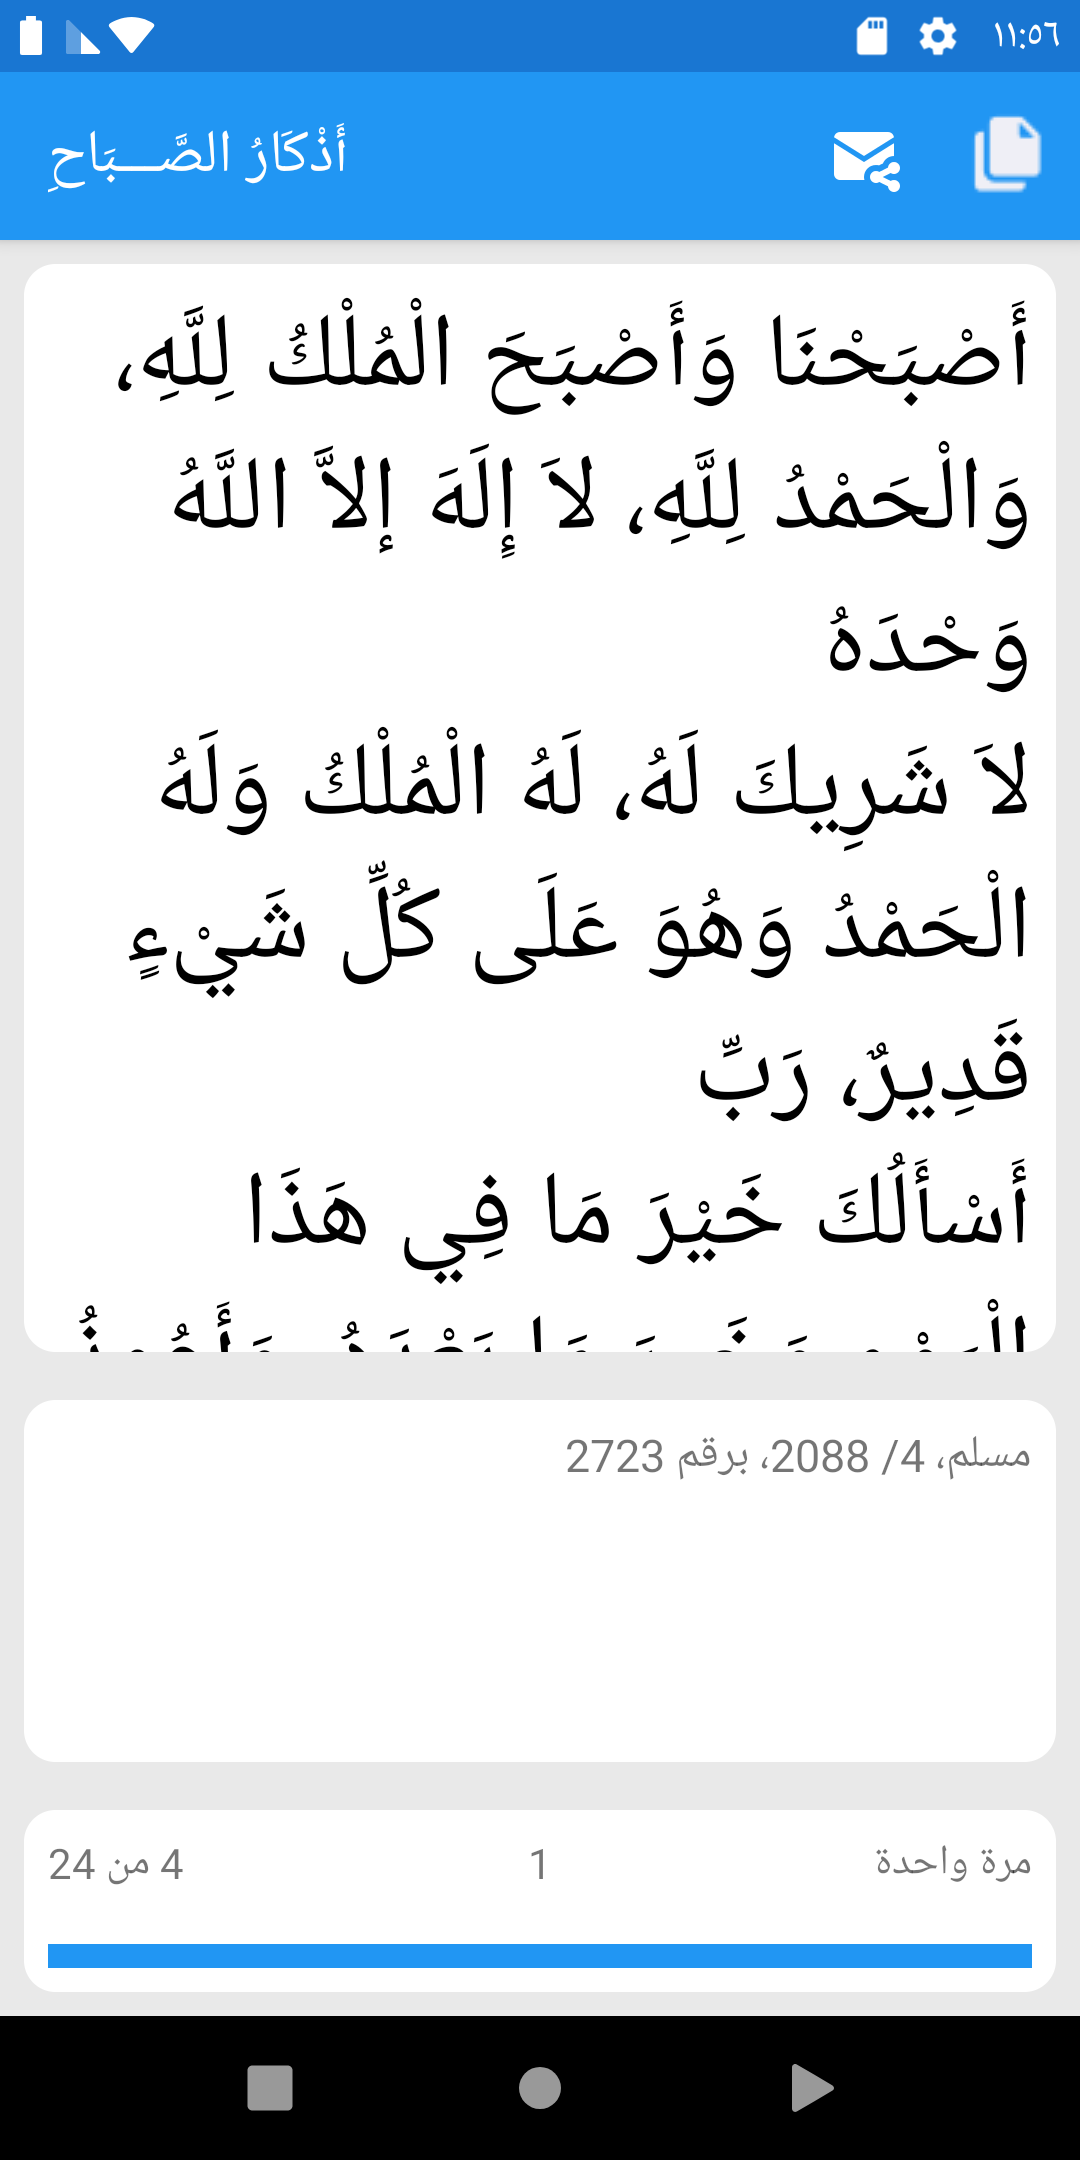 ١١:٥٦
أَذْكَارُ الصَّـــبَاحِ
أَصْبَحْنَا وَأَصْبَحَ الْمُلْكُ لِلَّهِ،
وَالْحَمْدُ لِلَّهِ، لاَ إِلَهَ إلاَّ اللَّهُ
وَحْدَهُ
لاَ شَرِيكَ لَهُ، لَهُ الْمُلْكُ وَلَهُ
الْحَمْدُ وَهُوَ عَلَى كُلِّ شَيْءٍ
قَدِيرٌ، رَبِّ
أَسْأَلُكَ خَيْرَ مَا فِي هَذَا
مسلم، 4/ 2088، برقم 2723
مرة واحدة
1
4 من 24